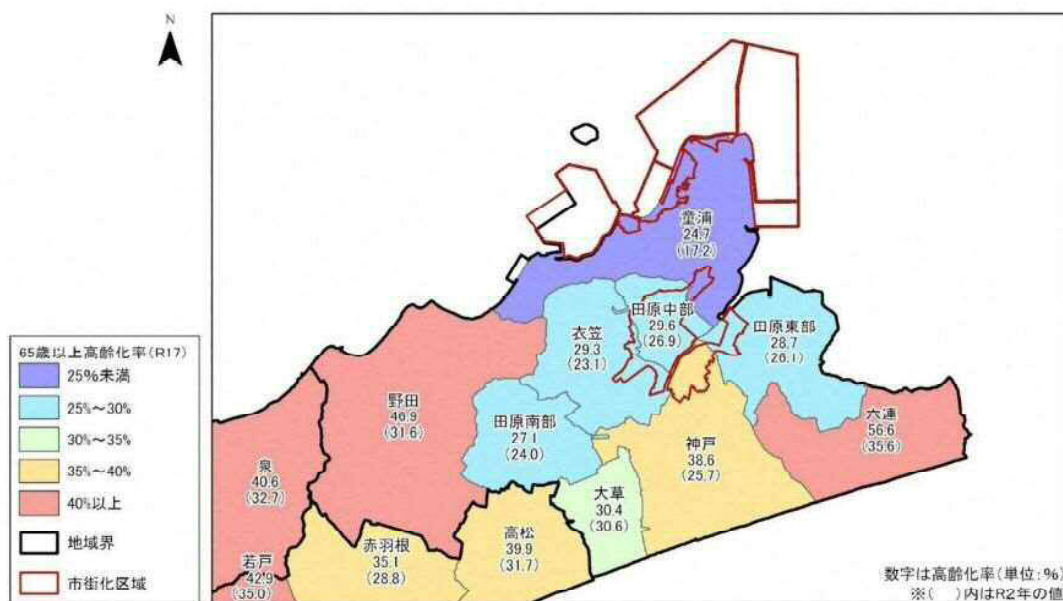 N
童浦
24.7
(17.2)
田原中部
29.6
(26.9)
田原東部
28.7
(26.1)
衣笠
29.3
(23.1)
野田
46.9
(31.6)
田原南部
27.1
(24.0)
六連
56.6
(35.6)
神戸
38.6
(25.7)
大草
30.4
(30.6)
泉
40.6
(32.7)
高松
39.9
(31.7)
赤羽根
35.1
(28.8)
若戸
42.9
(35.0)
65歳以上高齢化率(R17)
25%未満
25%～30%
30%～35%
35%～40%
40%以上
地域界
市街化区域
数字は高齢化率(単位:%)
※( )内はR2年の値